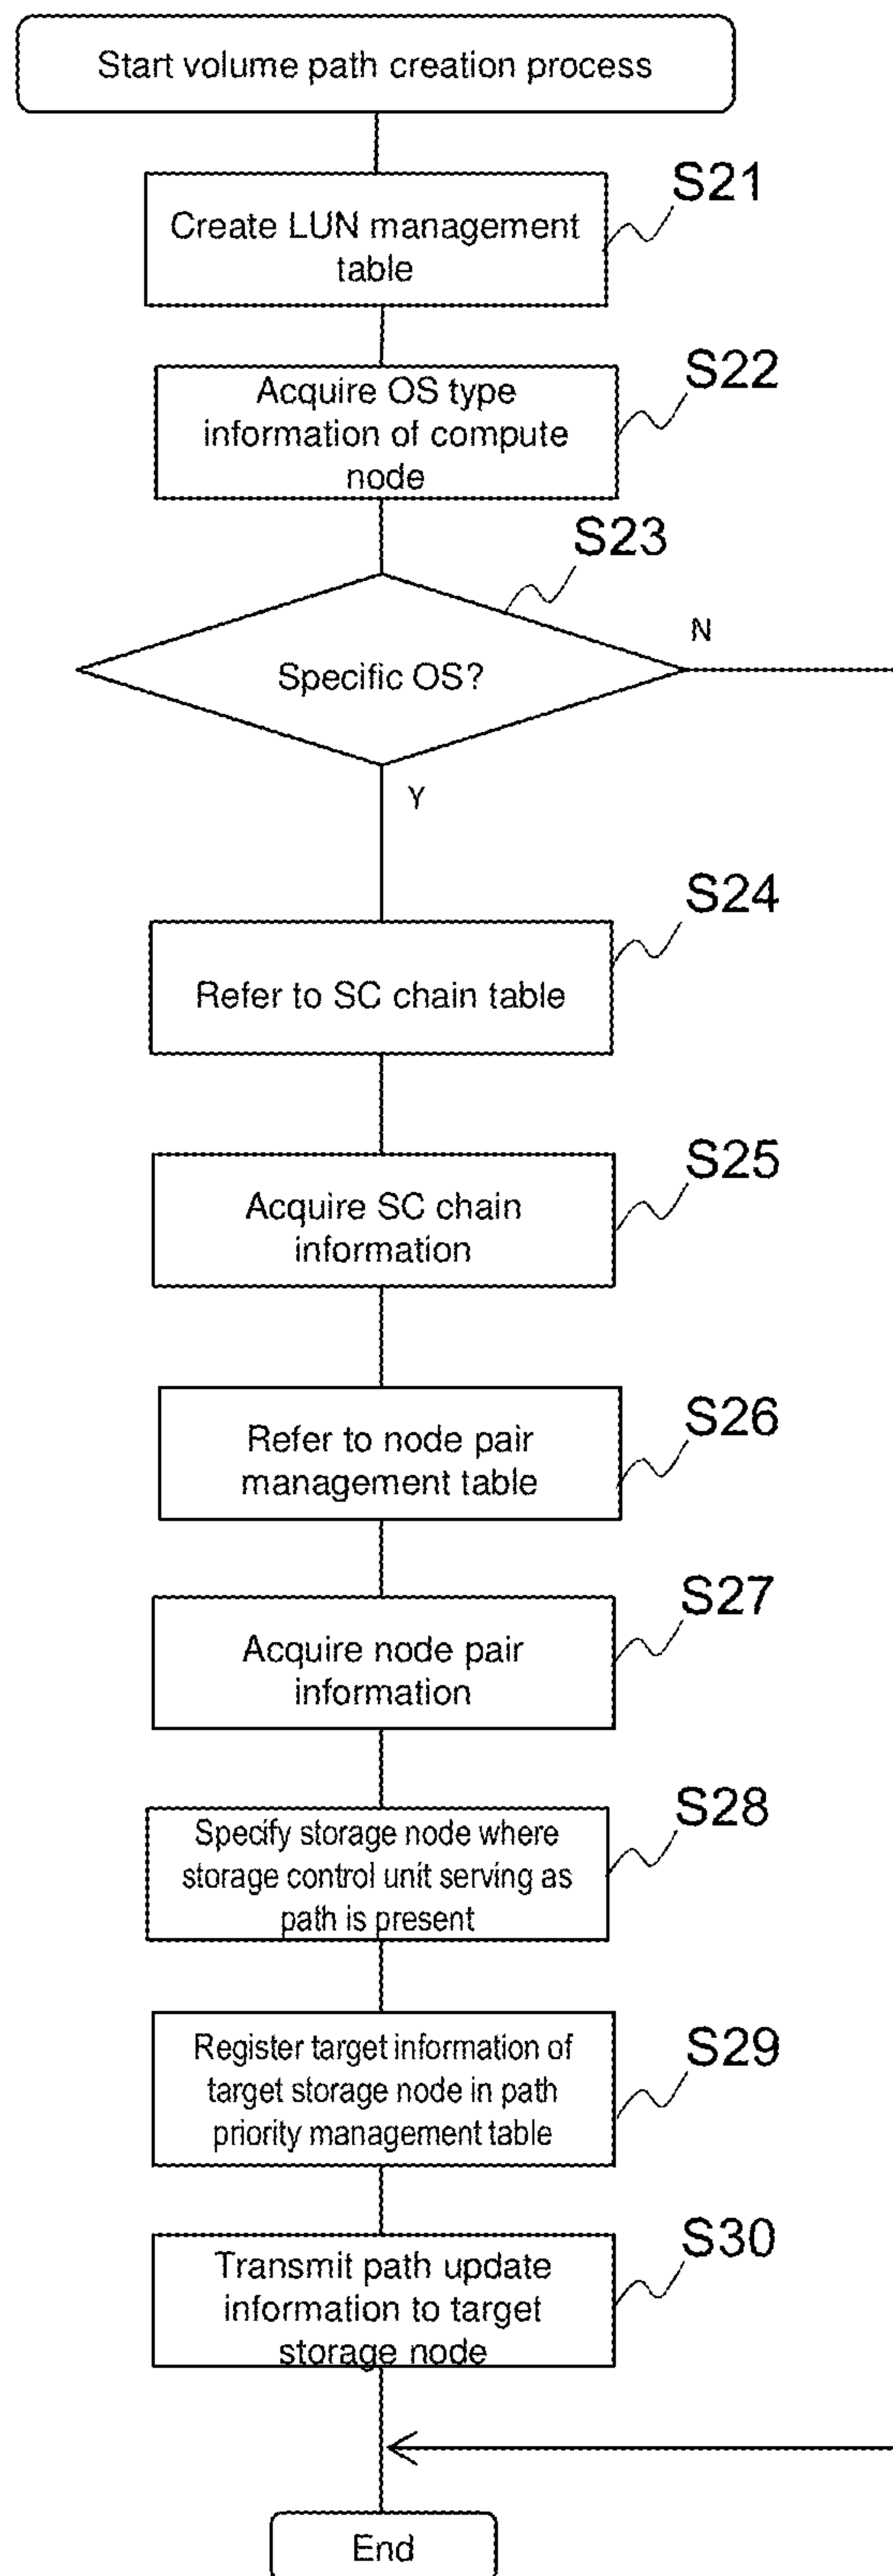 Start volume path creation process
S21
Create LUN management
table
S22
Acquire OS type
information of compute
node
S23
N
Specific OS?
Y
S24
Refer to SC chain table
S25
Acquire SC chain
information
S26
Refer to node pair
management table
S27
Acquire node pair
information
S28
Specify storage node where
storage control unit serving as
path is present
S29
Register target information of
target storage node in path
priority management table
S30
Transmit path update
information to target
storage node
End